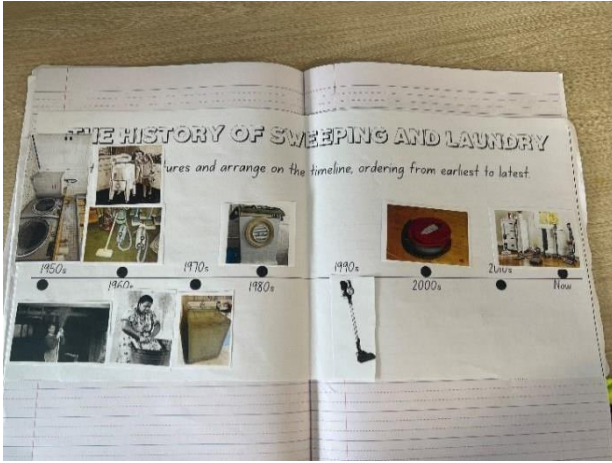 THE HISTORY OF SWEEPING AND LAUNDRY
ures and arrange on the timeline, ordering from earliest to latest.
1950s
1960s
1970s
1980s
1990s
2000s
2010s
Now